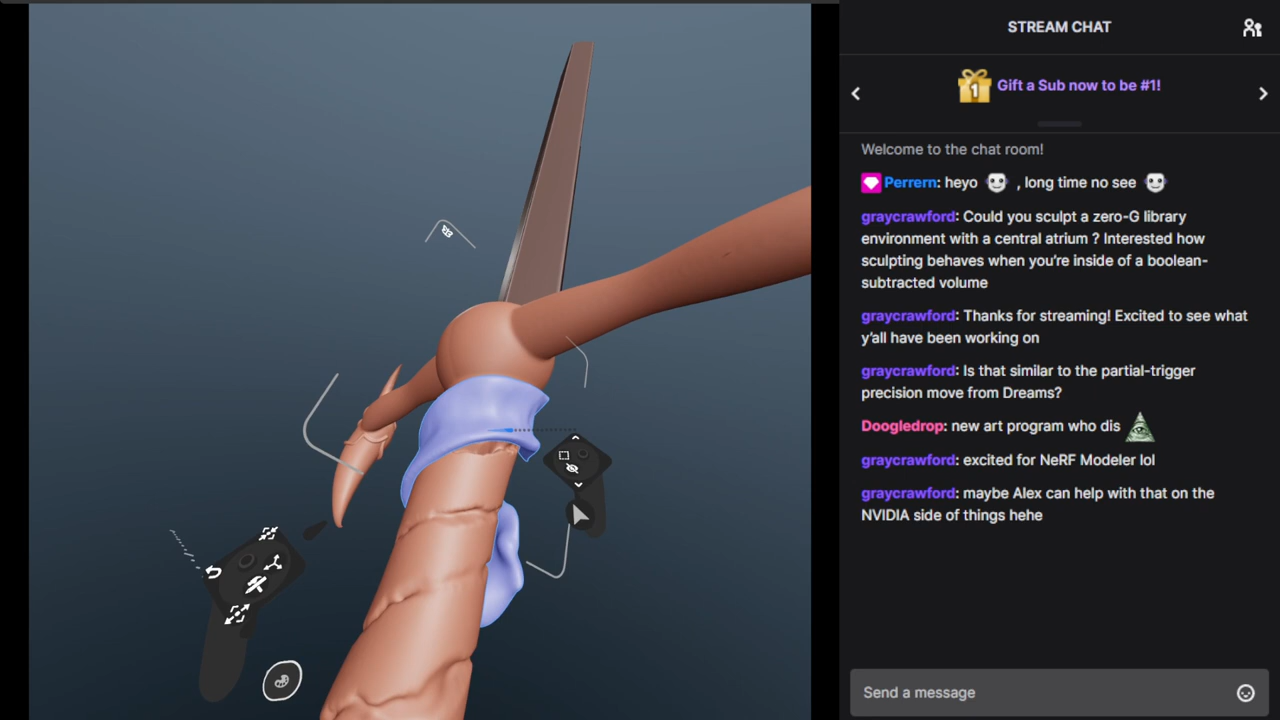 STREAM CHAT
1
Gift a Sub now to be #1!
Welcome to the chat room!
Perrern: heyo , long time no see
graycrawford: Could you sculpt a zero-G library
environment with a central atrium ? Interested how
sculpting behaves when you're inside of a boolean-
subtracted volume
graycrawford: Thanks for streaming! Excited to see what
y'all have been working on
graycrawford: Is that similar to the partial-trigger
precision move from Dreams?
Doogledrop: new art program who dis
graycrawford: excited for NeRF Modeler lol
graycrawford: maybe Alex can help with that on the
NVIDIA side of things hehe
Send a message